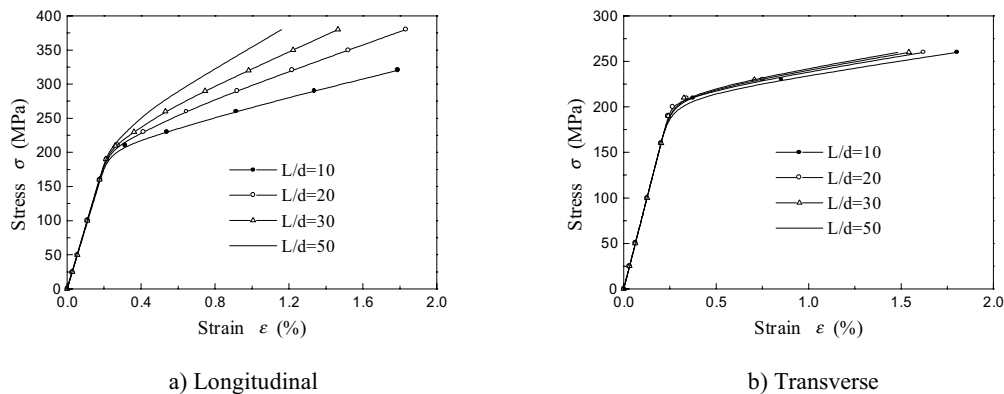 400
350
300
250
200
150
100
50
0
Stress σ (MPa)
L/d=10
L/d=20
L/d=30
L/d=50
0.0 0.4 0.8 1.2 1.6 2.0
Strain ε (%)
a) Longitudinal
300
250
200
150
100
50
0
Stress σ (MPa)
L/d=10
L/d=20
L/d=30
L/d=50
0.0 0.5 1.0 1.5 2.0
Strain ε (%)
b) Transverse